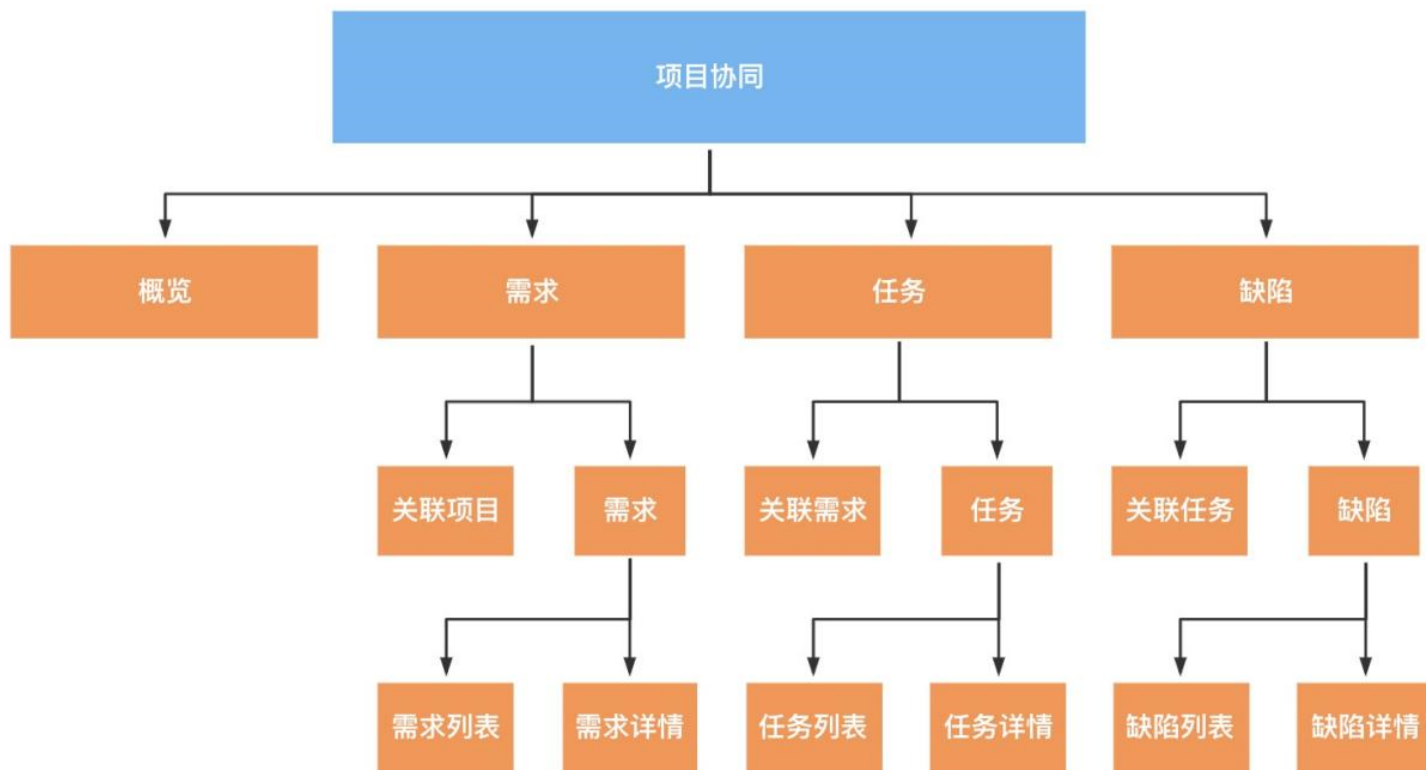 项目协同
概览
需求
任务
缺陷
关联项目
需求
关联需求
任务
关联任务
缺陷
需求列表
需求详情
任务列表
任务详情
缺陷列表
缺陷详情